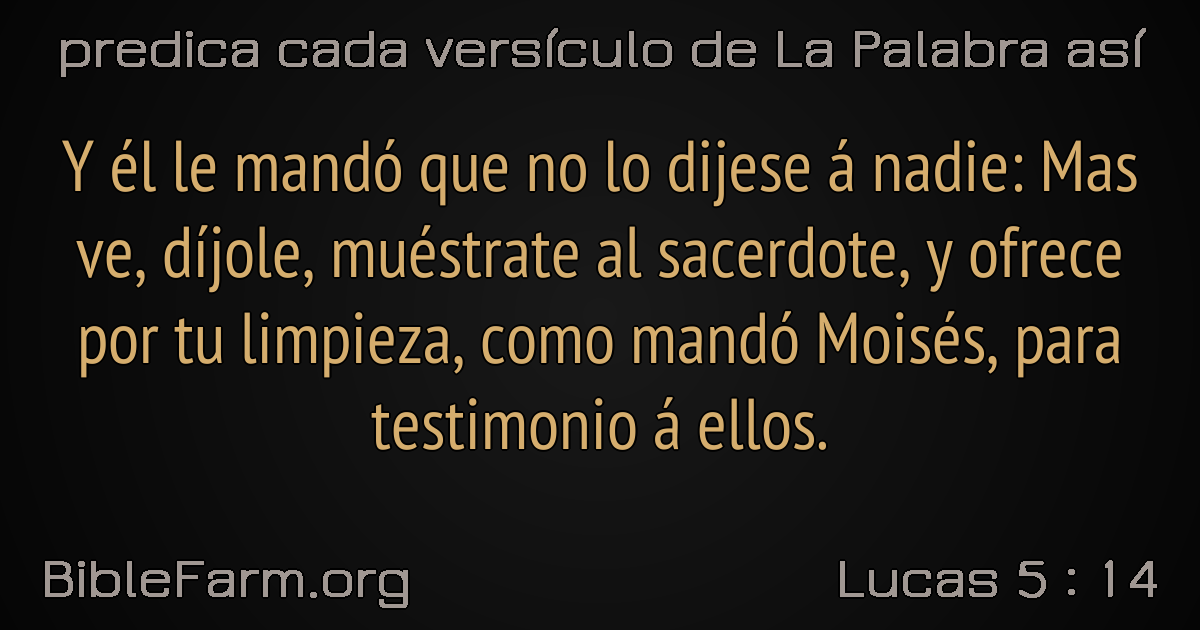 predica cada versículo de La Palabra así
Y él le mandó que no lo dijese á nadie: Mas
ve, díjole, muéstrate al sacerdote, y ofrece
por tu limpieza, como mandó Moisés, para
testimonio á ellos.
BibleFarm.org
Lucas 5 : 14